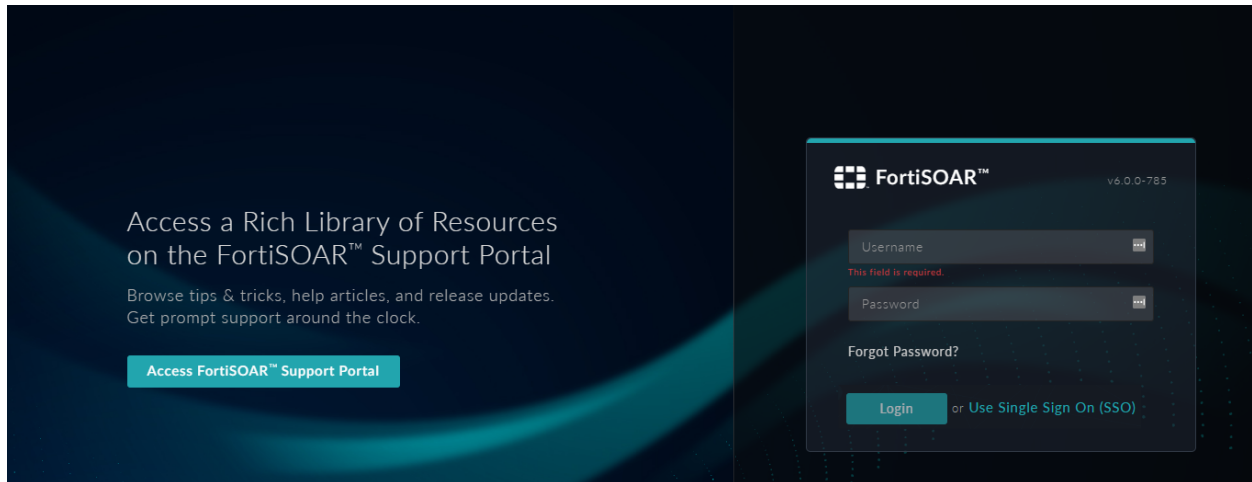 Access a Rich Library of Resources
on the FortiSOAR™ Support Portal
Browse tips & tricks, help articles, and release updates.
Get prompt support around the clock.
Access FortiSOAR™ Support Portal
FortiSOAR™
v6.0.0-785
Username
This field is required.
Password
Forgot Password?
Login or Use Single Sign On (SSO)